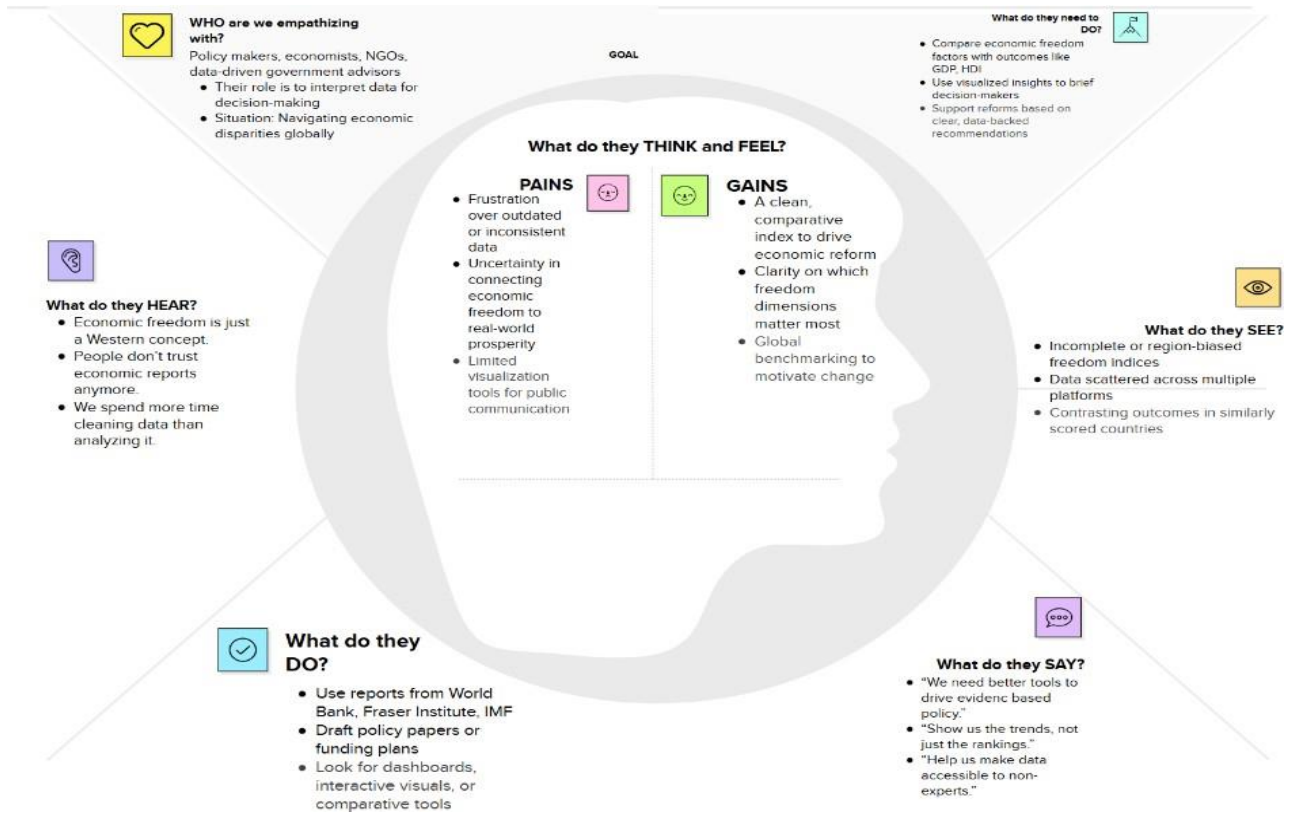 WHO are we empathizing
with?
Policy makers, economists, NGOs,
data-driven government advisors
• Their role is to interpret data for
decision-making
• Situation: Navigating economic
disparities globally
GOAL
What do they need to
DO?
• Compare economic freedom
factors with outcomes like
GDP, HDI
• Use visualized insights to brief
decision-makers
• Support reforms based on
clear, data-backed
recommendations
What do they THINK and FEEL?
PAINS
• Frustration
over outdated
or inconsistent
data
• Uncertainty in
connecting
economic
freedom to
real-world
prosperity
• Limited
visualization
tools for public
communication
GAINS
• A clean,
comparative
index to drive
economic reform
• Clarity on which
freedom
dimensions
matter most
• Global
benchmarking to
motivate change
What do they HEAR?
• Economic freedom is just
a Western concept.
• People don't trust
economic reports
anymore.
• We spend more time
cleaning data than
analyzing it.
What do they SEE?
• Incomplete or region-biased
freedom indices
• Data scattered across multiple
platforms
• Contrasting outcomes in similarly
scored countries
What do they
DO?
• Use reports from World
Bank, Fraser Institute, IMF
• Draft policy papers or
funding plans
• Look for dashboards,
interactive visuals, or
comparative tools
What do they SAY?
• "We need better tools to
drive evidenc based
policy."
• "Show us the trends, not
just the rankings."
• "Help us make data
accessible to non-
experts."